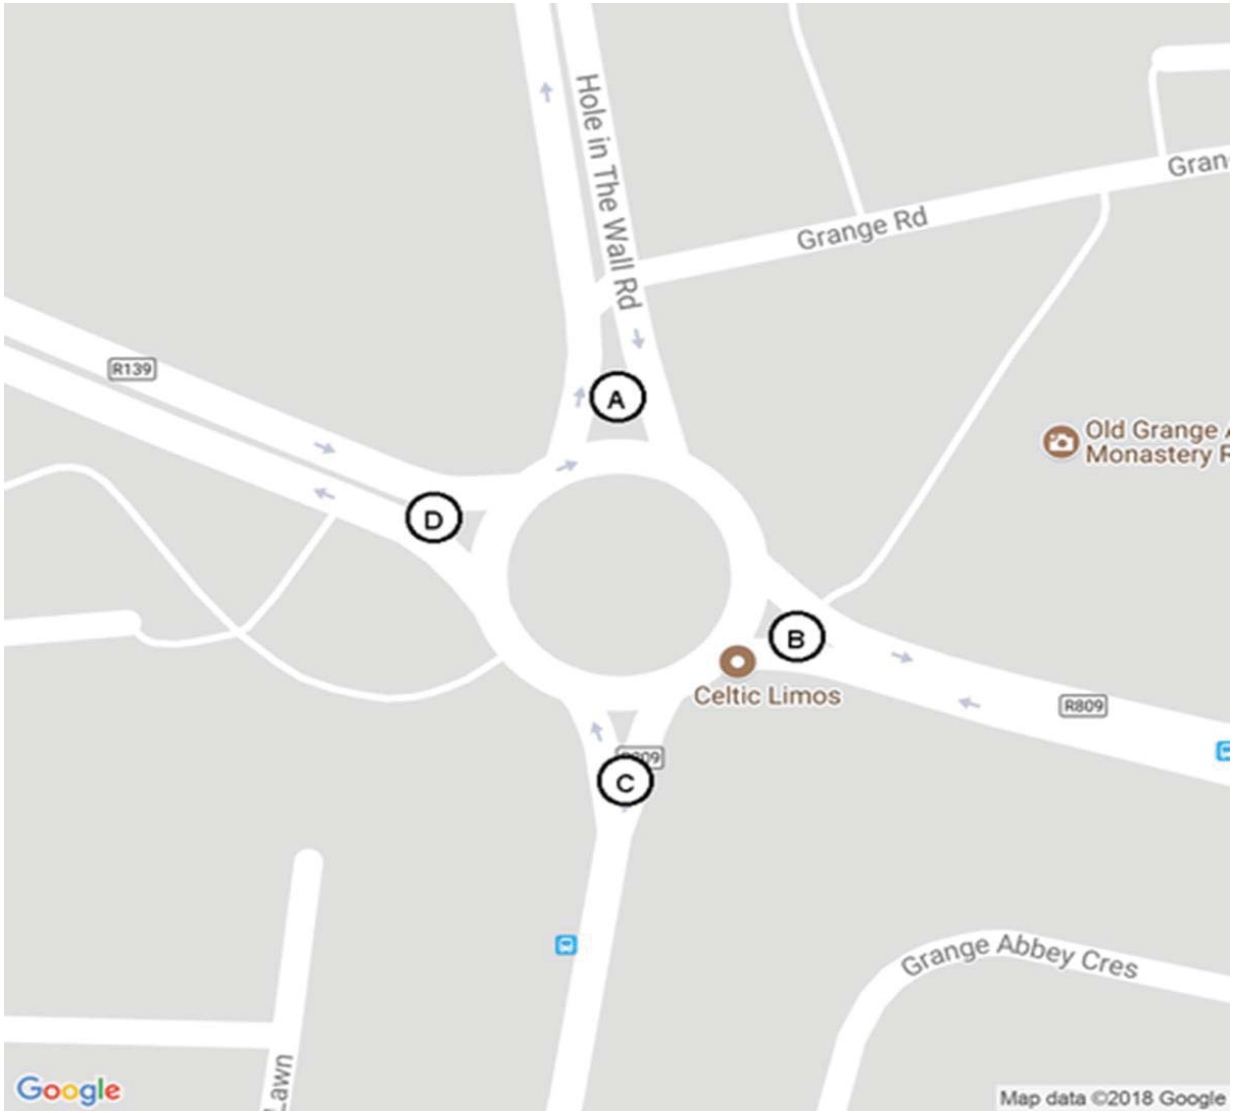 Hole in The Wall Rd
Gran
Grange Rd
R139
A
Old Grange
Monastery
D
B
Celtic Limos
R809
C
Grange Abbey Cres
Lawn
Google
Map data ©2018 Google